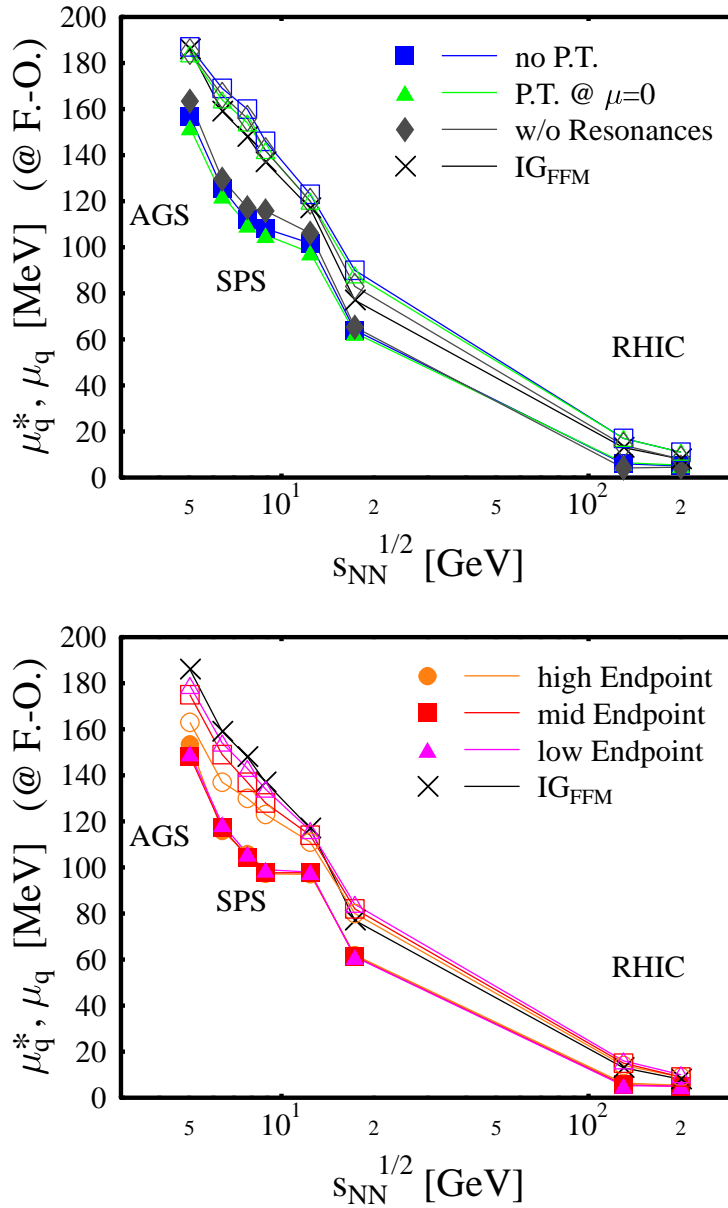 200
180
160
140
120
100
80
60
40
20
0
μq*, μq [MeV] (@ F.-O.)
no P.T.
P.T. @ μ=0
w/o Resonances
IGFFM
AGS
SPS
RHIC
5 10^1 2 5 10^2 2
sNN^1/2 [GeV]
200
180
160
140
120
100
80
60
40
20
0
μq*, μq [MeV] (@ F.-O.)
high Endpoint
mid Endpoint
low Endpoint
IGFFM
AGS
SPS
RHIC
5 10^1 2 5 10^2 2
sNN^1/2 [GeV]